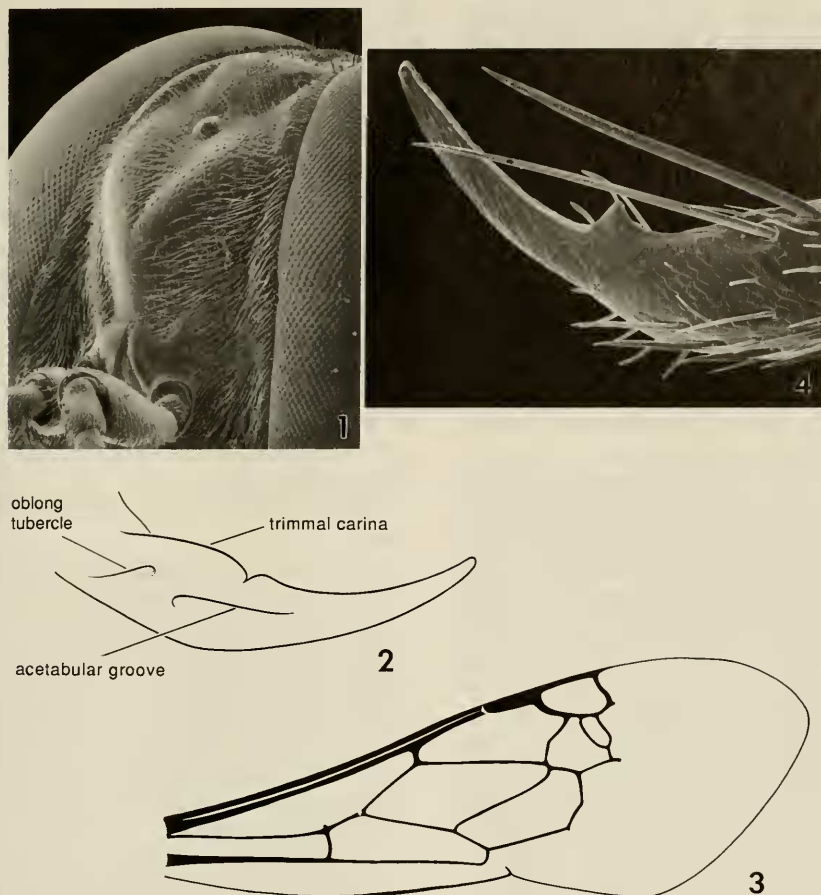 1
4
oblong
tubercle
trimmal carina
acetabular groove
2
3